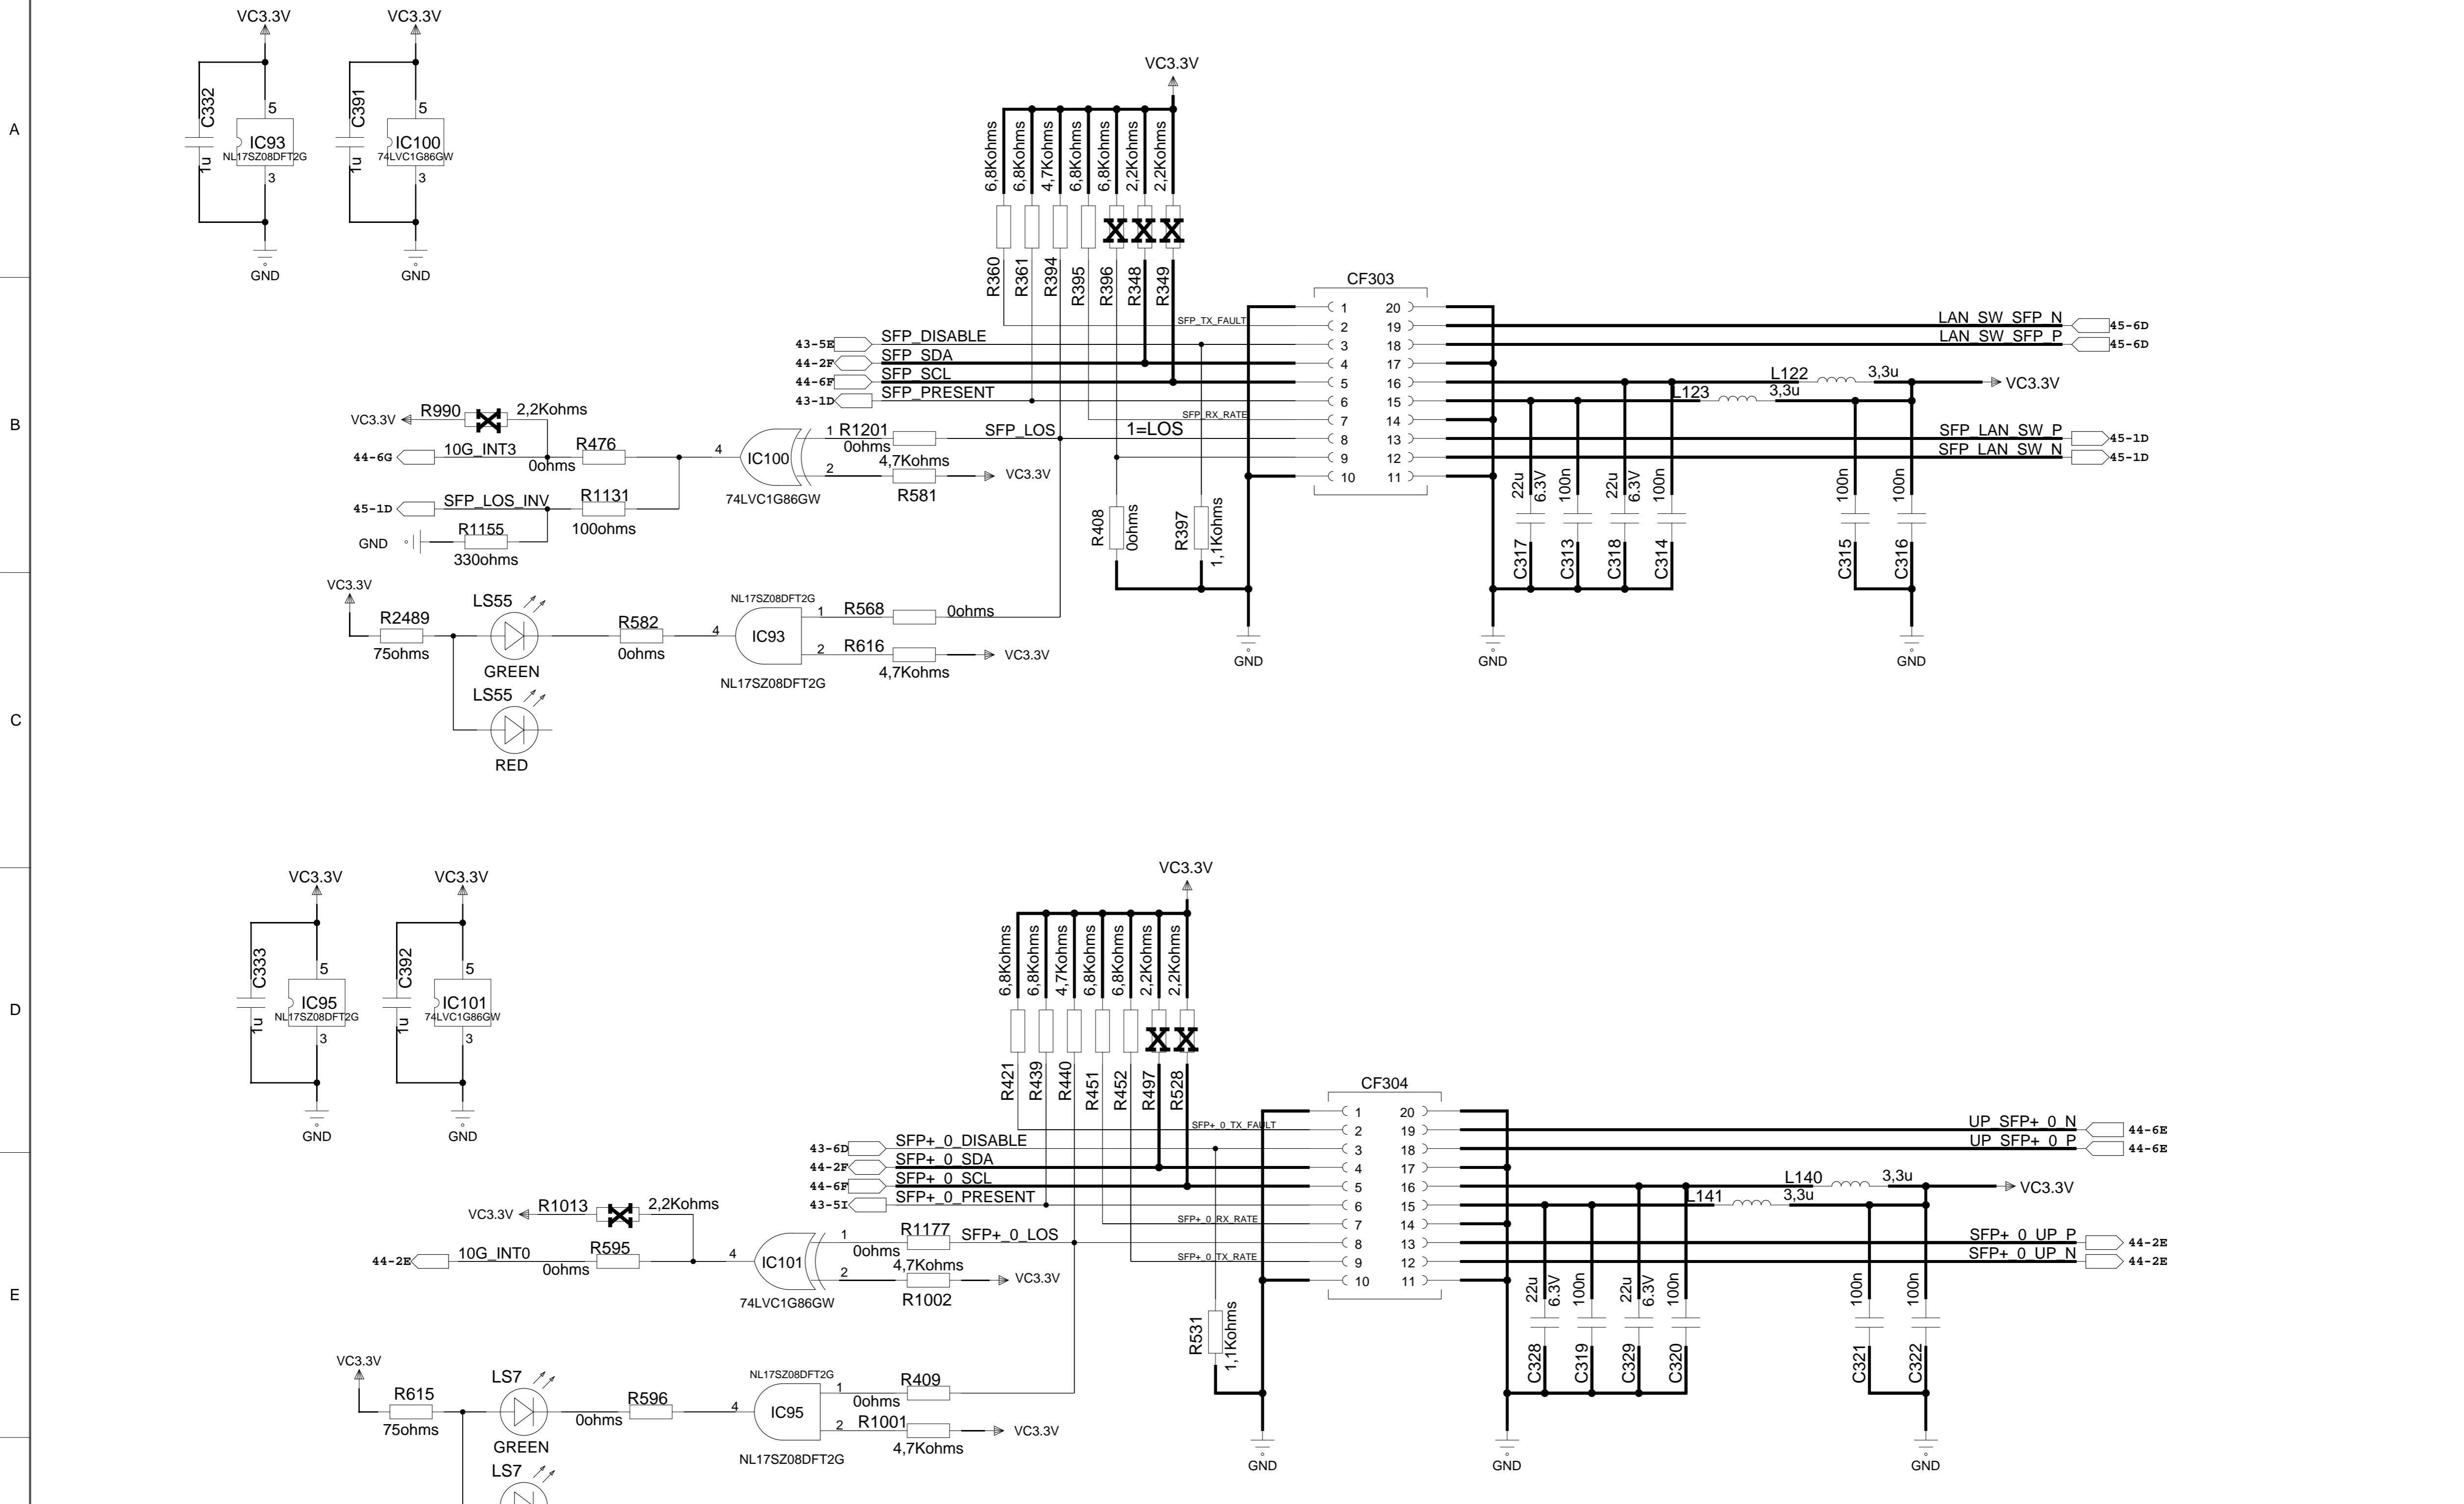 VC3.3V
VC3.3V
C332
1u
5
IC93
NL17SZ08DFT2G
3
GND
C391
1u
5
IC100
74LVC1G86GW
3
GND
A
VC3.3V
6,8Kohms
6,8Kohms
4,7Kohms
6,8Kohms
6,8Kohms
2,2Kohms
2,2Kohms
R360
R361
R394
R395
R396
R348
R349
CF303
1 20
2 19
3 18
4 17
5 16
6 15
7 14
8 13
9 12
10 11
SFP_TX_FAULT
43-5E SFP_DISABLE
44-2F SFP_SDA
44-6F SFP_SCL
43-1D SFP_PRESENT
SFP_RX_RATE
SFP_LOS
1=LOS
LAN_SW_SFP_N 45-6D
LAN_SW_SFP_P 45-6D
L122 3,3u
VC3.3V
L123 3,3u
SFP_LAN_SW_P 45-1D
SFP_LAN_SW_N 45-1D
B
VC3.3V R990 2,2Kohms
44-6G 10G_INT3
0ohms
R476
4
IC100
74LVC1G86GW
1
R1201
0ohms
2
4,7Kohms
R581
VC3.3V
45-1D SFP_LOS_INV
R1131
100ohms
GND
R1155
330ohms
R408
0ohms
R397
1,1Kohms
22u
6.3V
C317
100n
C313
22u
6.3V
C318
100n
C314
100n
C315
100n
C316
GND
GND
GND
VC3.3V
R2489
75ohms
LS55
GREEN
R582
0ohms
4
NL17SZ08DFT2G
IC93
NL17SZ08DFT2G
1
R568
0ohms
2
R616
4,7Kohms
VC3.3V
LS55
RED
C
VC3.3V
VC3.3V
C333
1u
5
IC95
NL17SZ08DFT2G
3
GND
C392
1u
5
IC101
74LVC1G86GW
3
GND
D
VC3.3V
6,8Kohms
6,8Kohms
4,7Kohms
6,8Kohms
6,8Kohms
2,2Kohms
2,2Kohms
R421
R439
R440
R451
R452
R497
R528
CF304
1 20
2 19
3 18
4 17
5 16
6 15
7 14
8 13
9 12
10 11
SFP+_0_TX_FAULT
43-6D SFP+_0_DISABLE
44-2F SFP+_0_SDA
44-6F SFP+_0_SCL
43-5I SFP+_0_PRESENT
SFP+_0_RX_RATE
SFP+_0_LOS
SFP+_0_TX_RATE
UP_SFP+_0_N 44-6E
UP_SFP+_0_P 44-6E
L140 3,3u
VC3.3V
L141 3,3u
SFP+_0_UP_P 44-2E
SFP+_0_UP_N 44-2E
VC3.3V R1013 2,2Kohms
44-2E 10G_INT0
0ohms
R595
4
IC101
74LVC1G86GW
1
R1177
0ohms
2
4,7Kohms
R1002
VC3.3V
E
R531
1,1Kohms
22u
6.3V
C328
100n
C319
22u
6.3V
C329
100n
C320
100n
C321
100n
C322
GND
GND
GND
VC3.3V
R615
75ohms
LS7
GREEN
0ohms
R596
4
NL17SZ08DFT2G
IC95
NL17SZ08DFT2G
1
R409
0ohms
2
R1001
4,7Kohms
VC3.3V
LS7